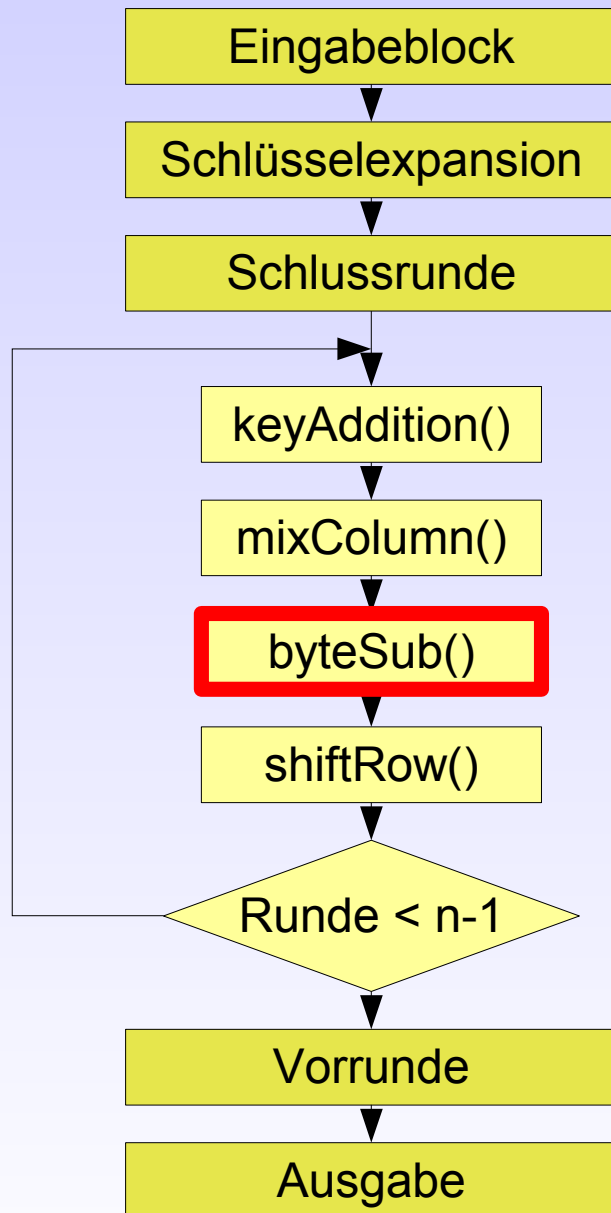 Eingabeblock
Schlüsselexpansion
Schlussrunde
keyAddition()
mixColumn()
byteSub()
shiftRow()
Runde < n-1
Vorrunde
Ausgabe